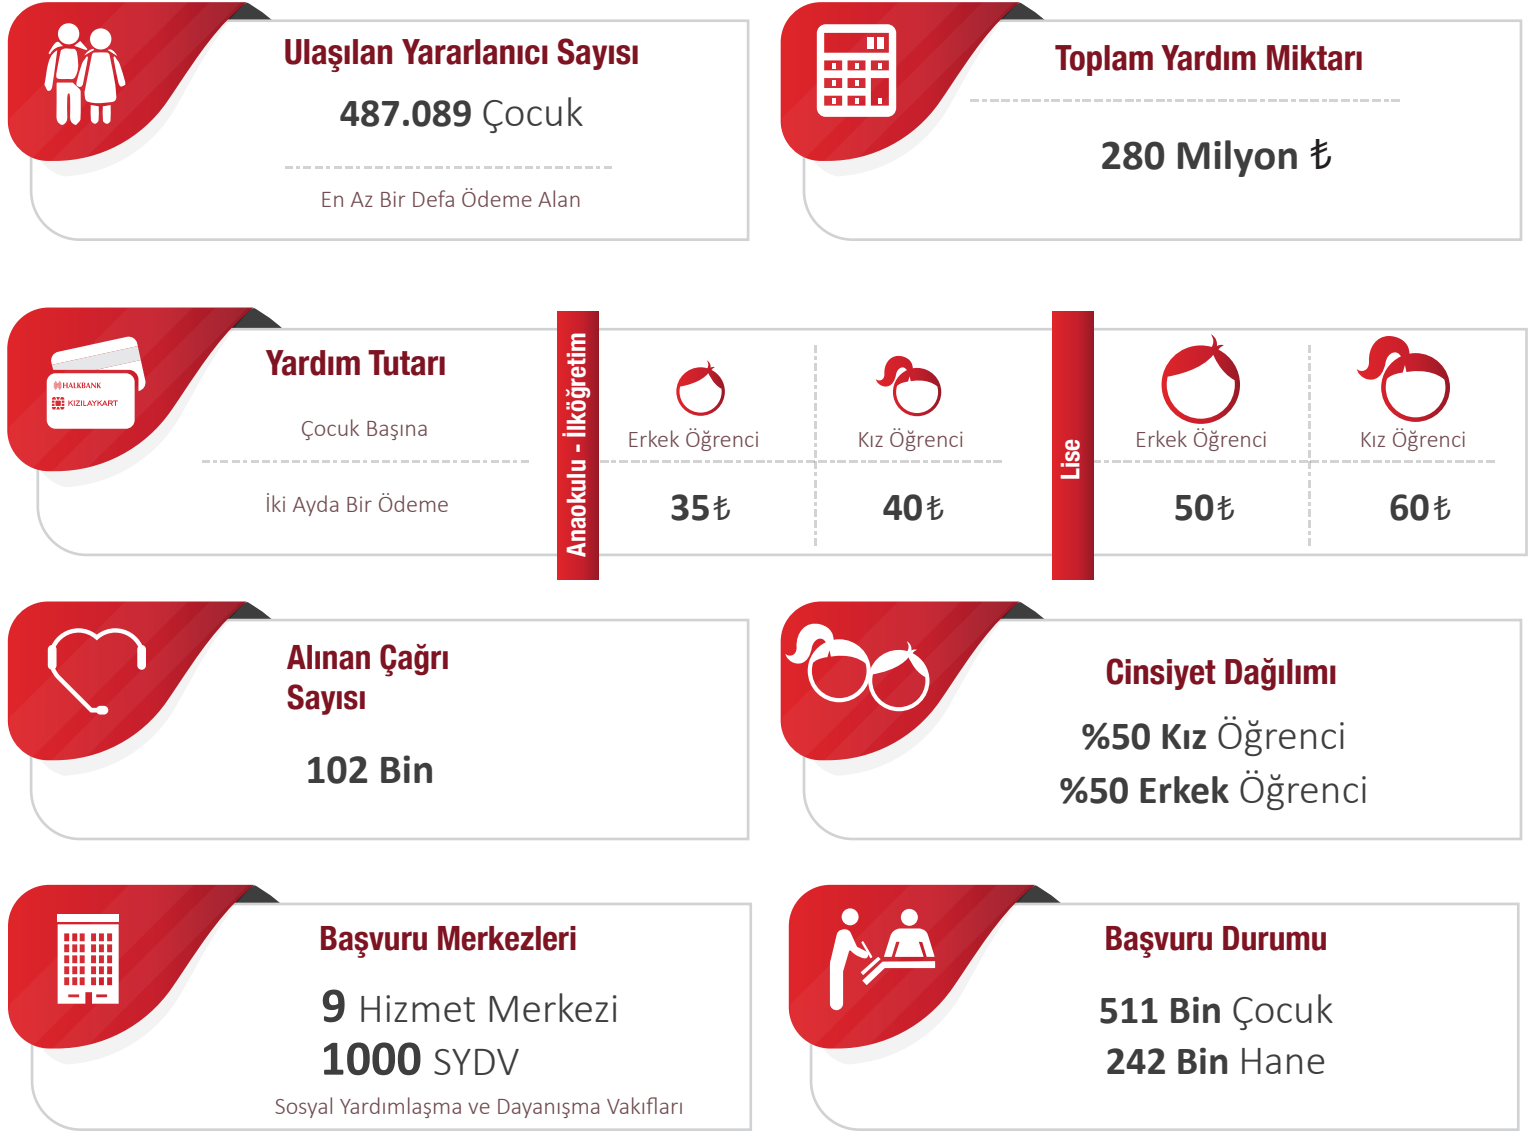 Ulaşılan Yararlanıcı Sayısı
487.089 Çocuk
En Az Bir Defa Ödeme Alan
Toplam Yardım Miktarı
280 Milyon ₺
HALKBANK
KIZILAYKART
Yardım Tutarı
Çocuk Başına
İki Ayda Bir Ödeme
Anaokulu - İlköğretim
Erkek Öğrenci
35₺
Kız Öğrenci
40₺
Lise
Erkek Öğrenci
50₺
Kız Öğrenci
60₺
Alınan Çağrı
Sayısı
102 Bin
Cinsiyet Dağılımı
%50 Kız Öğrenci
%50 Erkek Öğrenci
Başvuru Merkezleri
9 Hizmet Merkezi
1000 SYDV
Sosyal Yardımlaşma ve Dayanışma Vakıfları
Başvuru Durumu
511 Bin Çocuk
242 Bin Hane